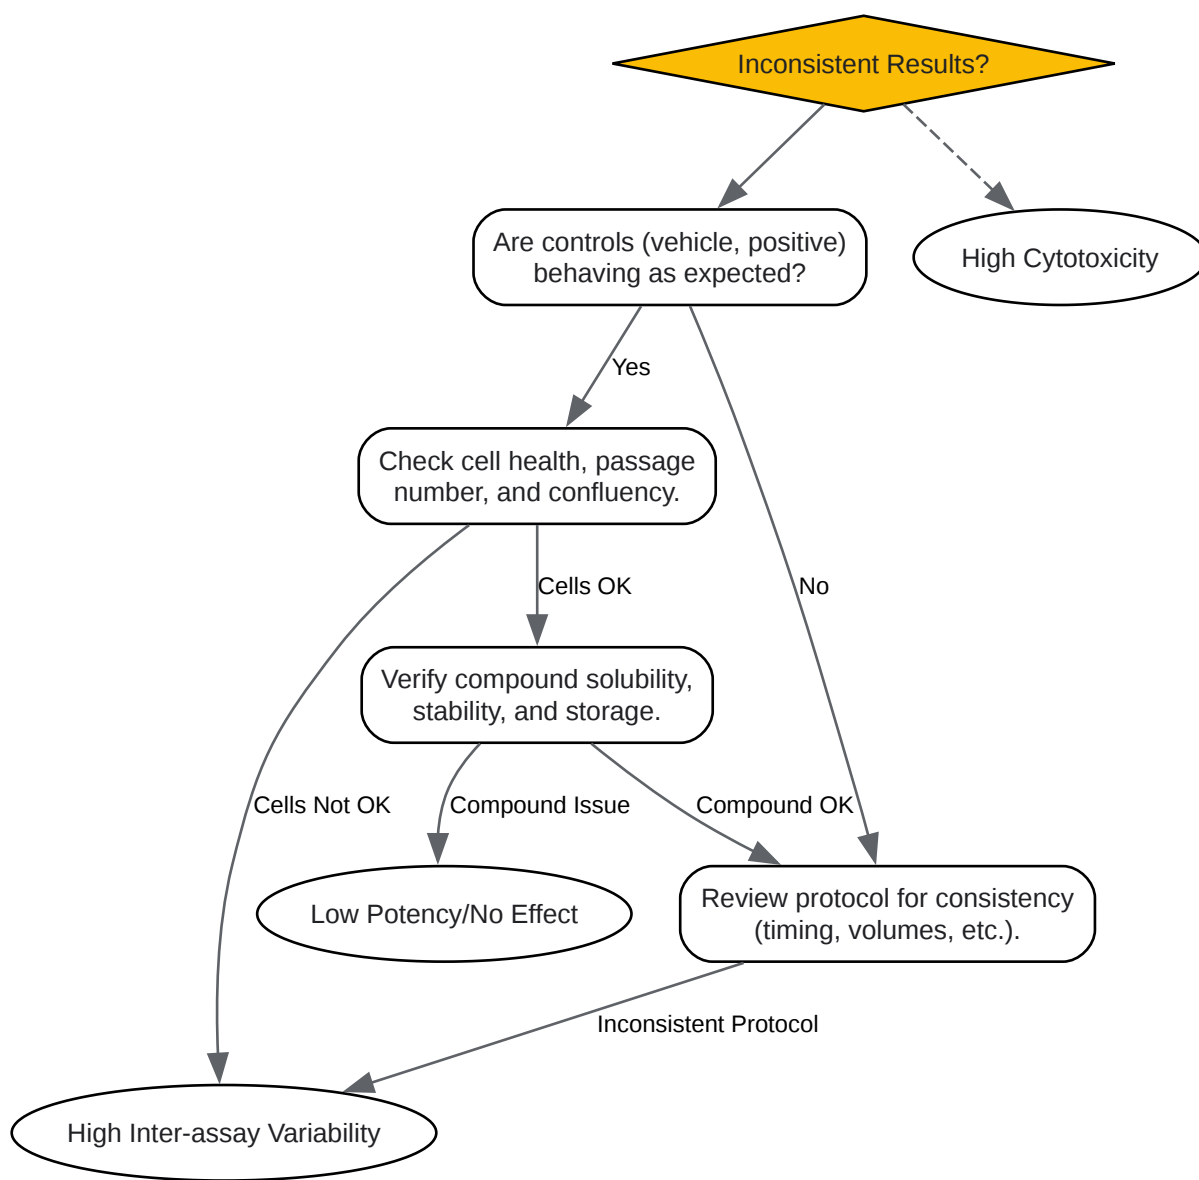 Inconsistent Results?
Are controls (vehicle, positive)
behaving as expected?
High Cytotoxicity
Yes
Check cell health, passage
number, and confluency.
Cells OK
No
Verify compound solubility,
stability, and storage.
Cells Not OK
Compound Issue
Compound OK
Low Potency/No Effect
Review protocol for consistency
(timing, volumes, etc.).
Inconsistent Protocol
High Inter-assay Variability